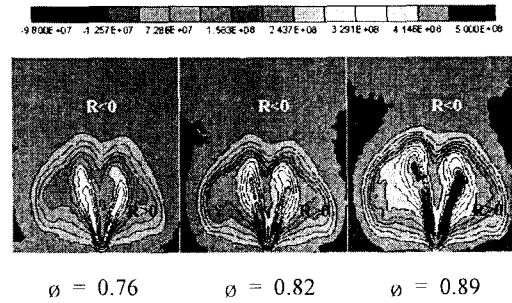 -9.800E+07 -1.257E+07 7.286E+07 1.583E+08 2.437E+08 3.291E+08 4.146E+08 5.000E+08
R<0 R<0 R<0
R>0 R>0 R>0
ø = 0.76 ø = 0.82 ø = 0.89